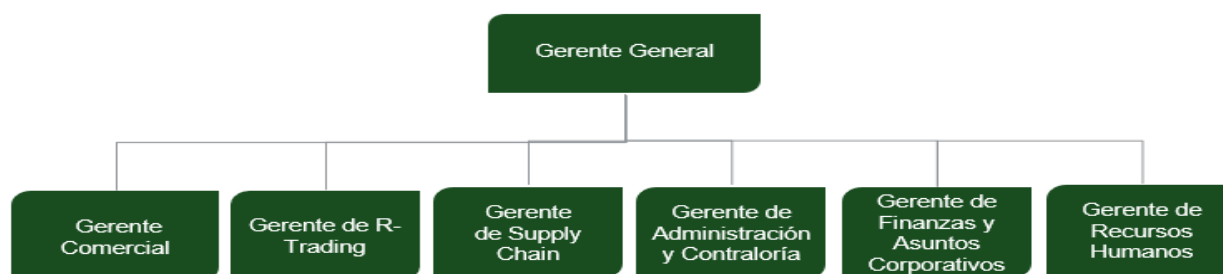 Gerente General
Gerente
Comercial
Gerente de R-
Trading
Gerente
de Supply
Chain
Gerente de
Administración
y Contraloría
Gerente de
Finanzas y
Asuntos
Corporativos
Gerente de
Recursos
Humanos